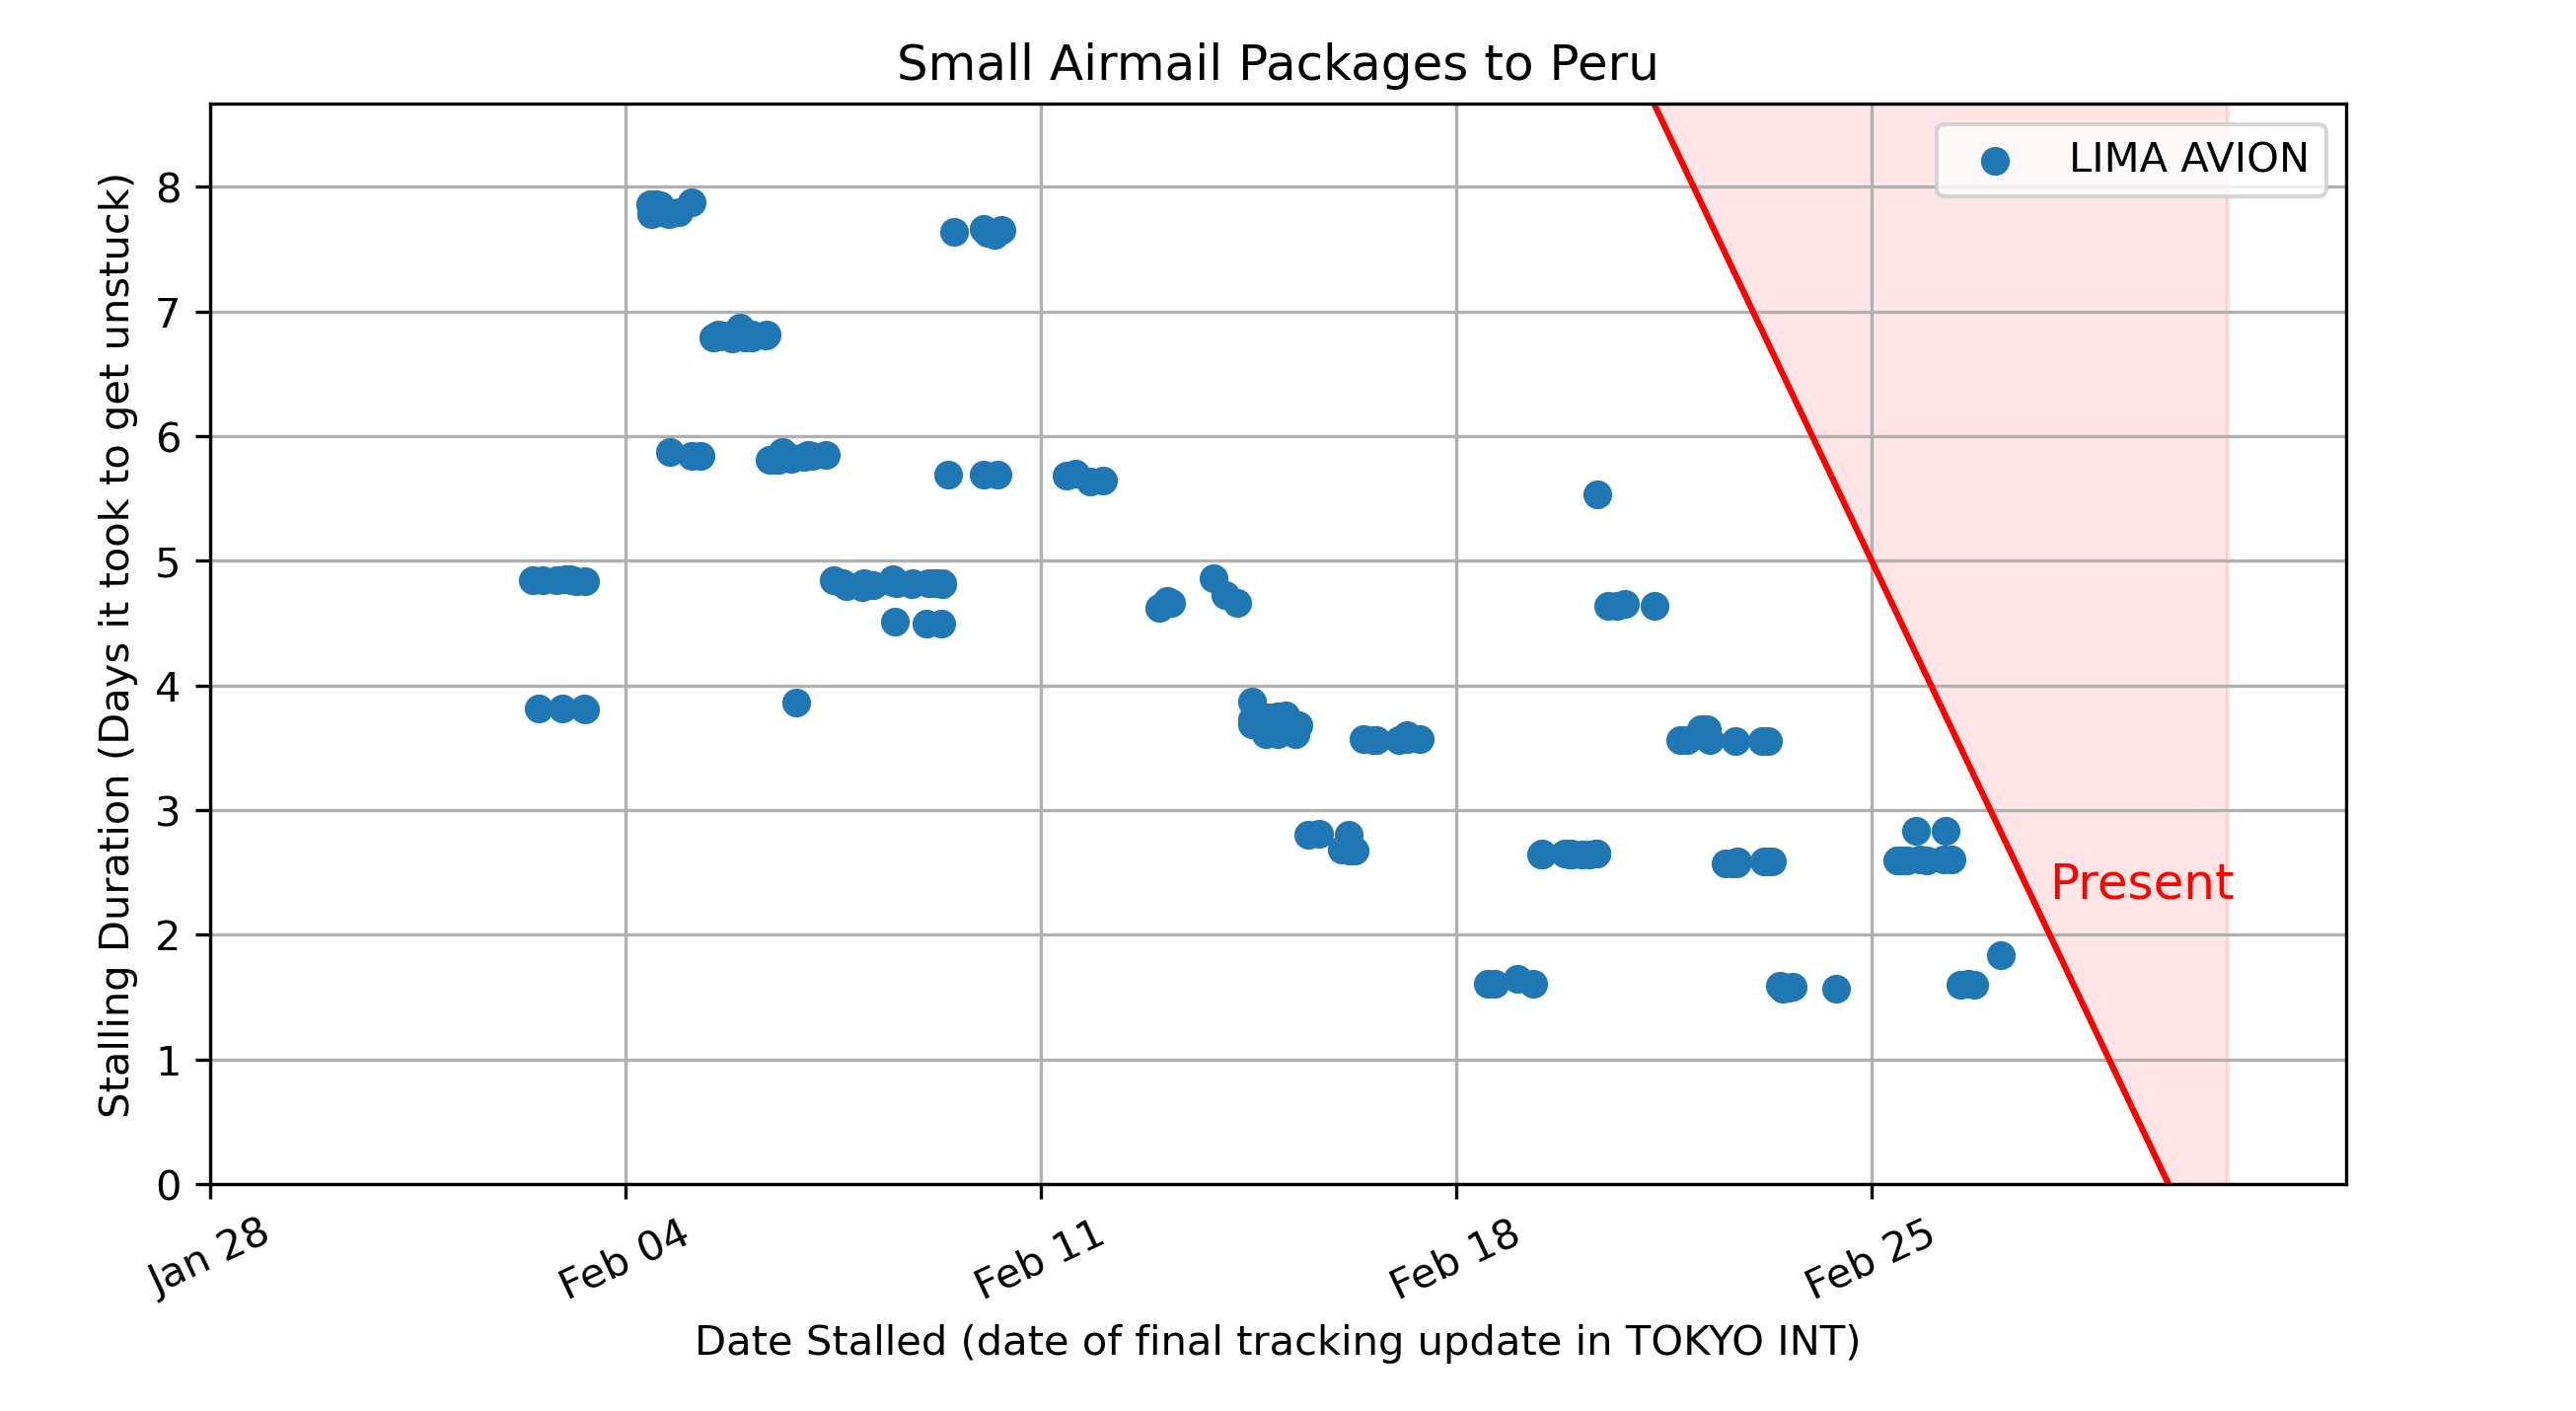 Small Airmail Packages to Peru
LIMA AVION
Stalling Duration (Days it took to get unstuck)
8
7
6
5
4
3
2
1
0
Present
Jan 28
Feb 04
Feb 11
Feb 18
Feb 25
Date Stalled (date of final tracking update in TOKYO INT)